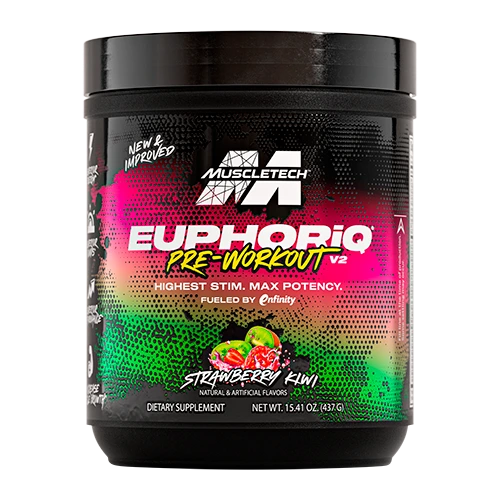 NEW &
IMPROVED
MUSCLETECH
EUPHORiQ
PRE-WORKOUT V2
HIGHEST STIM. MAX POTENCY.
FUELED BY enfinity
STRAWBERRY KIWI
NATURAL & ARTIFICIAL FLAVORS
DIETARY SUPPLEMENT
NET WT. 15.41 OZ. (437 G)